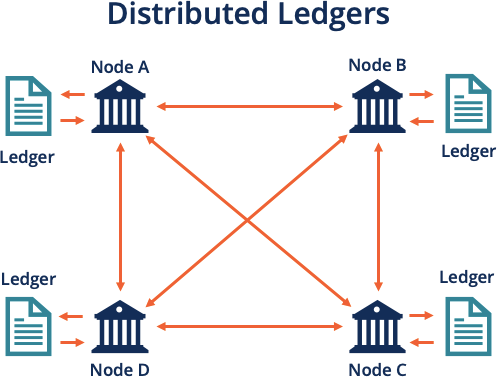 Distributed Ledgers
Node A
Node B
Ledger
Ledger
Ledger
Ledger
Node D
Node C